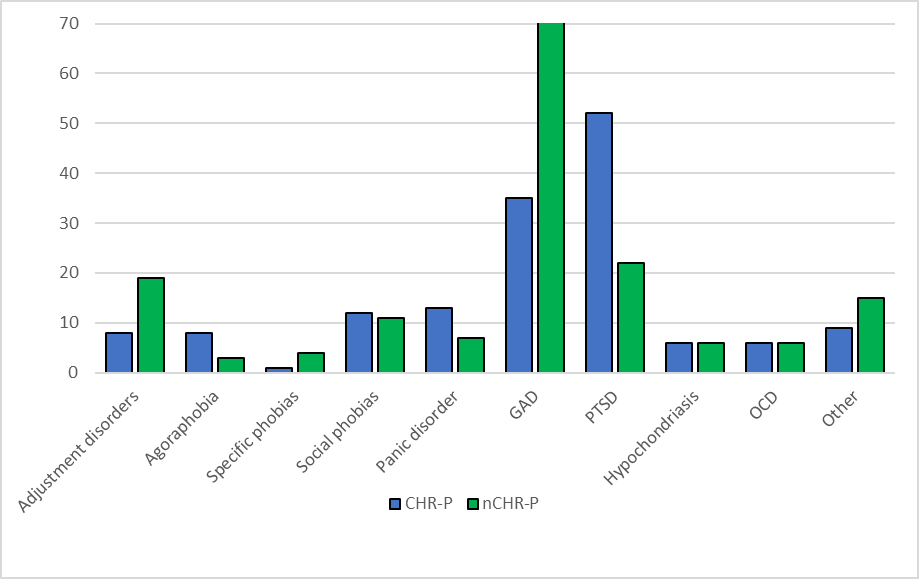 70
60
50
40
30
20
10
0
Adjustment disorders
Agoraphobia
Specific phobias
Social phobias
Panic disorder
GAD
PTSD
Hypochondriasis
OCD
Other
CHR-P nCHR-P